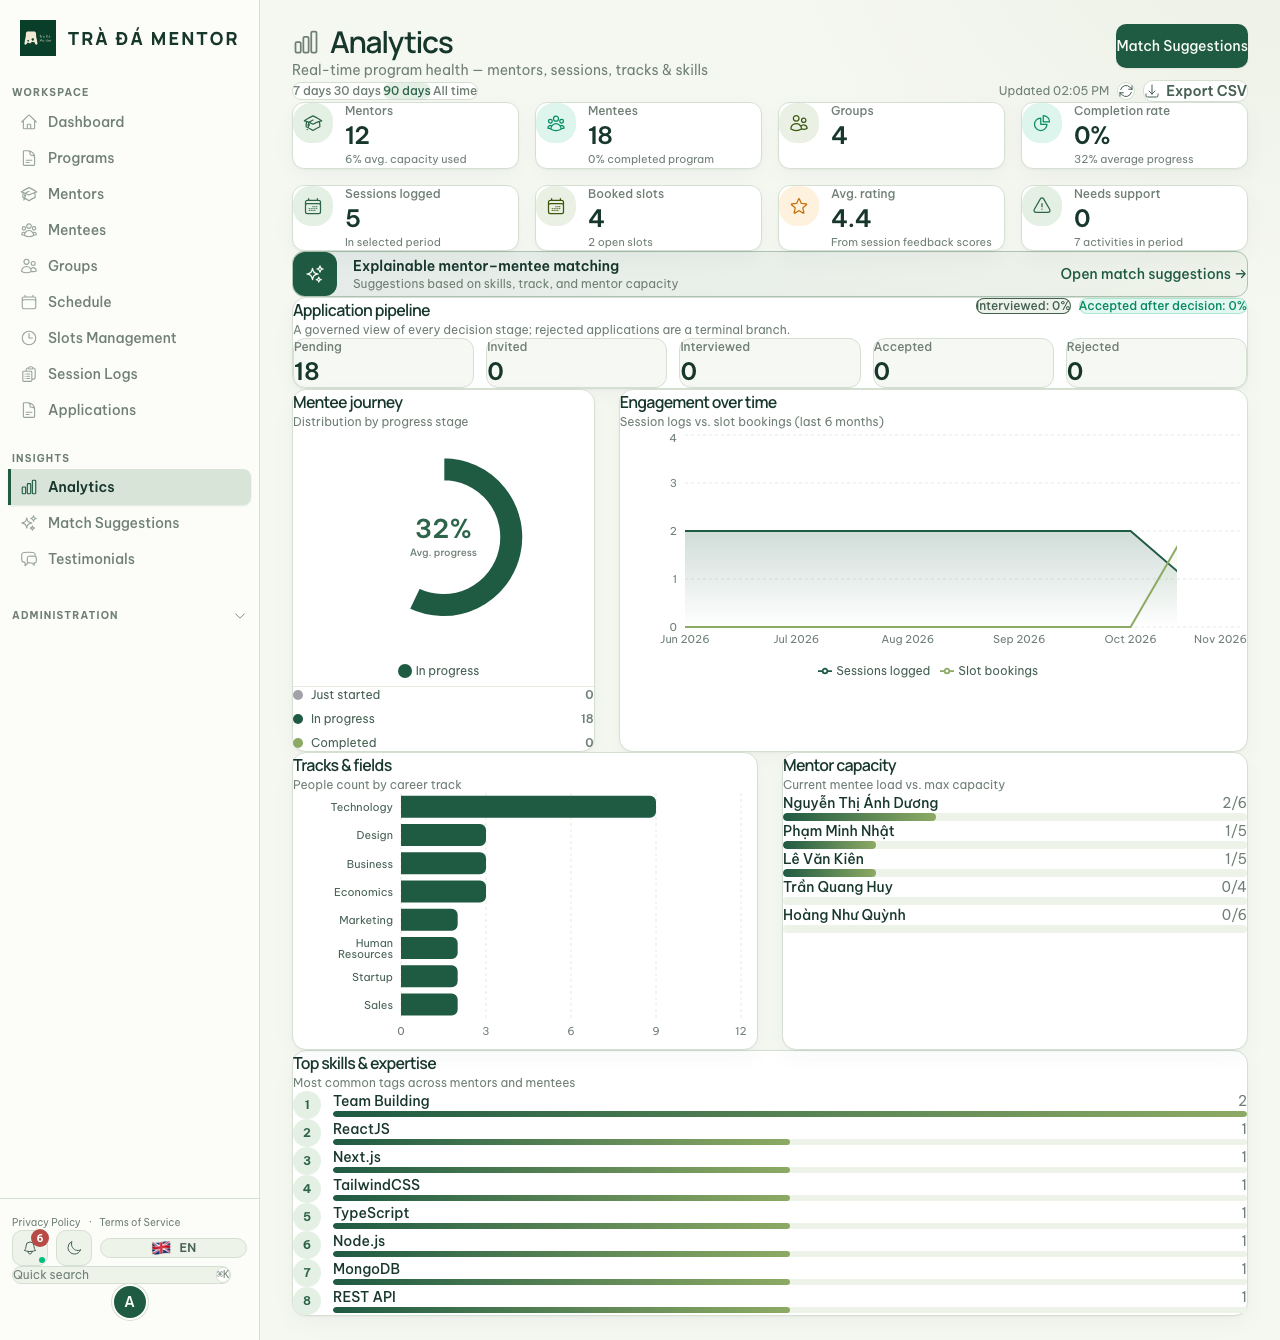 TRÀ ĐÁ MENTOR
WORKSPACE
Dashboard
Programs
Mentors
Mentees
Groups
Schedule
Slots Management
Session Logs
Applications
INSIGHTS
Analytics
Match Suggestions
Testimonials
ADMINISTRATION
Privacy Policy · Terms of Service
6
EN
Quick search ⌘K
A
Analytics
Real-time program health — mentors, sessions, tracks & skills
Match Suggestions
7 days 30 days 90 days All time
Updated 02:05 PM Export CSV
Mentors
12
6% avg. capacity used
Mentees
18
0% completed program
Groups
4
Completion rate
0%
32% average progress
Sessions logged
5
In selected period
Booked slots
4
2 open slots
Avg. rating
4.4
From session feedback scores
Needs support
0
7 activities in period
Explainable mentor–mentee matching
Suggestions based on skills, track, and mentor capacity
Open match suggestions →
Application pipeline
A governed view of every decision stage; rejected applications are a terminal branch.
Interviewed: 0% Accepted after decision: 0%
Pending
18
Invited
0
Interviewed
0
Accepted
0
Rejected
0
Mentee journey
Distribution by progress stage
32%
Avg. progress
In progress
Just started 0
In progress 18
Completed 0
Engagement over time
Session logs vs. slot bookings (last 6 months)
4
3
2
1
0
Jun 2026 Jul 2026 Aug 2026 Sep 2026 Oct 2026 Nov 2026
Sessions logged Slot bookings
Tracks & fields
People count by career track
Technology
Design
Business
Economics
Marketing
Human
Resources
Startup
Sales
0 3 6 9 12
Mentor capacity
Current mentee load vs. max capacity
Nguyễn Thị Ánh Dương 2/6
Phạm Minh Nhật 1/5
Lê Văn Kiên 1/5
Trần Quang Huy 0/4
Hoàng Như Quỳnh 0/6
Top skills & expertise
Most common tags across mentors and mentees
1 Team Building 2
2 ReactJS 1
3 Next.js 1
4 TailwindCSS 1
5 TypeScript 1
6 Node.js 1
7 MongoDB 1
8 REST API 1